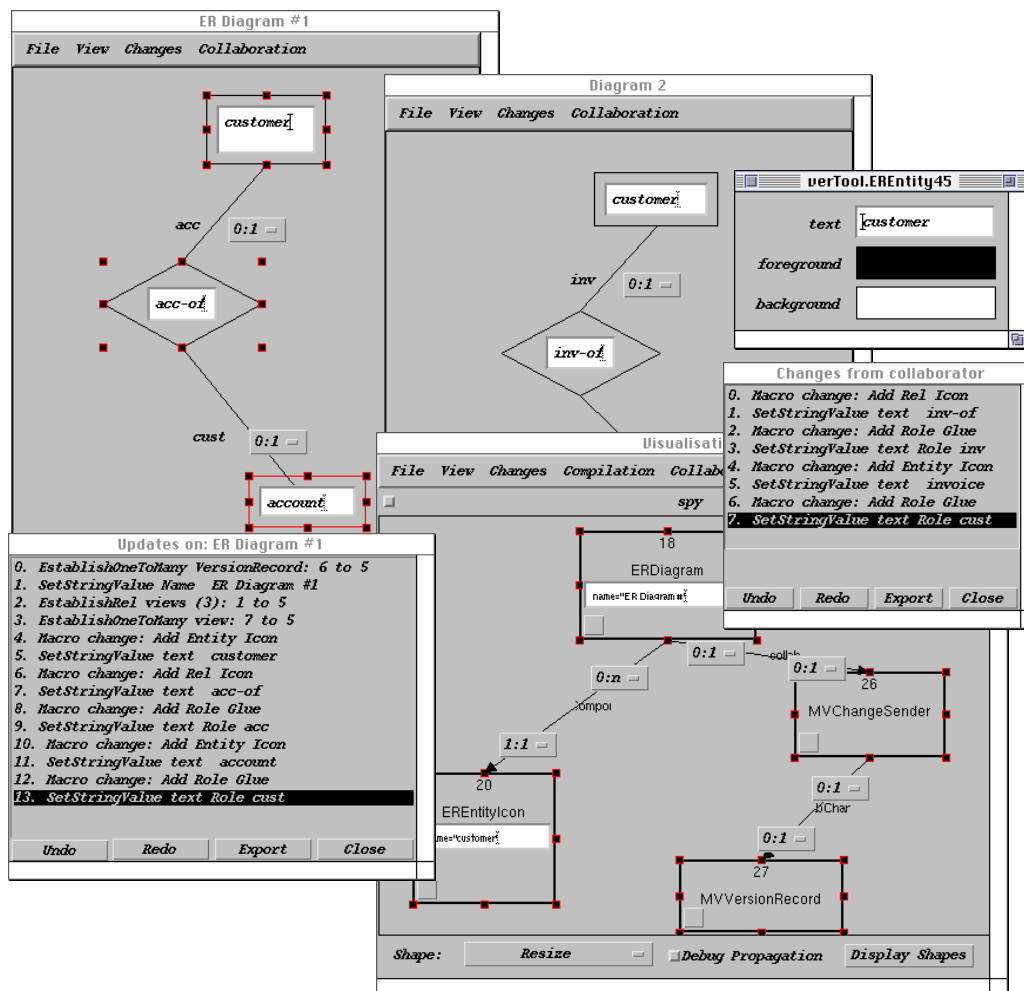 ER Diagram #1
File View Changes Collaboration
customer
acc
0:1
acc-of
cust
0:1
account
Diagram 2
File View Changes Collaboration
customer
inv
0:1
inv-of
verTool.EREntity45
text customer
foreground
background
Changes from collaborator
0. Macro change: Add Rel Icon
1. SetStringValue text inv-of
2. Macro change: Add Role Glue
3. SetStringValue text Role inv
4. Macro change: Add Entity Icon
5. SetStringValue text invoice
6. Macro change: Add Role Glue
7. SetStringValue text Role cust
Undo Redo Export Close
Updates on: ER Diagram #1
0. EstablishOneToMany VersionRecord: 6 to 5
1. SetStringValue Name ER Diagram #1
2. EstablishRel views (3): 1 to 5
3. EstablishOneToMany view: 7 to 5
4. Macro change: Add Entity Icon
5. SetStringValue text customer
6. Macro change: Add Rel Icon
7. SetStringValue text acc-of
8. Macro change: Add Role Glue
9. SetStringValue text Role acc
10. Macro change: Add Entity Icon
11. SetStringValue text account
12. Macro change: Add Role Glue
13. SetStringValue text Role cust
Undo Redo Export Close
Visualisati
File View Changes Compilation Collab
spy
18
ERDiagram
name="ER Diagram #
0:1
collab
0:1
0:n
ompo
26
MVChangeSender
1:1
20
EREntityIcon
me="customer
0:1
bChar
0:1
27
MVVersionRecord
Shape: Resize Debug Propagation Display Shapes